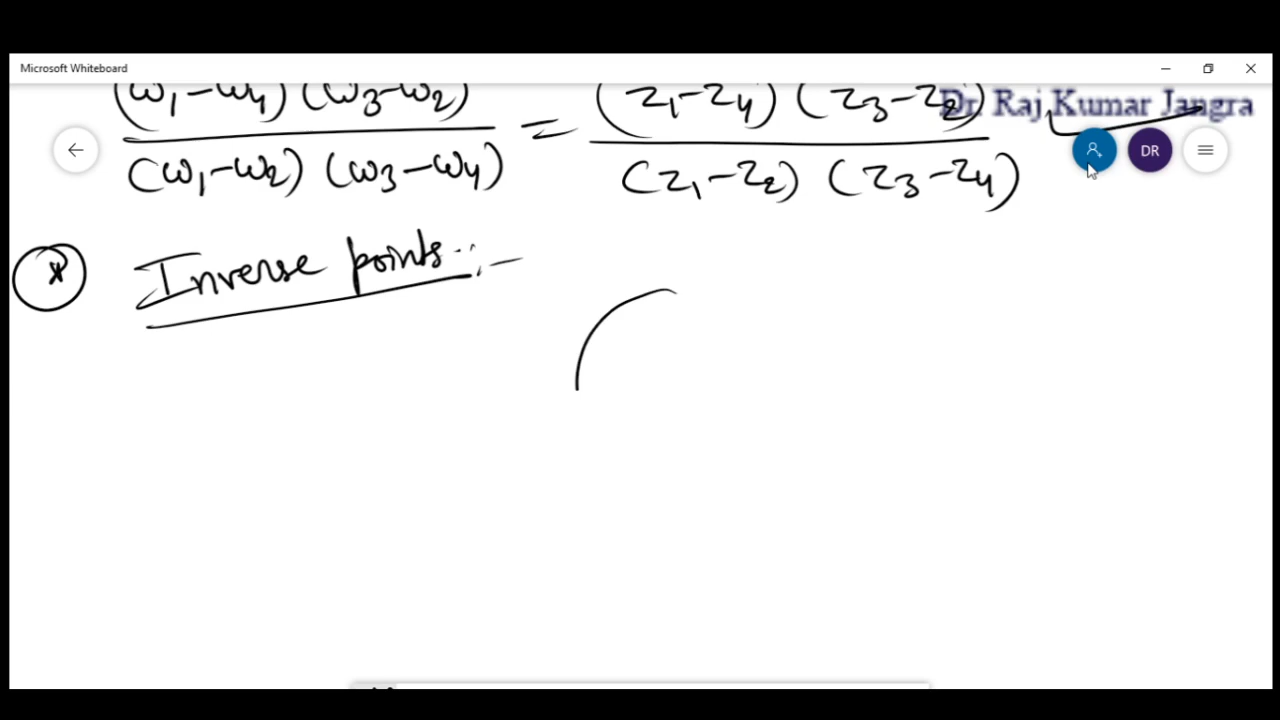 Microsoft Whiteboard
Dr Raj Kumar Jangra
DR
(ω₁-ω₄) (ω₃-ω₂) / (ω₁-ω₂) (ω₃-ω₄) = (z₁-z₄) (z₃-z₂) / (z₁-z₂) (z₃-z₄)
* Inverse points :-